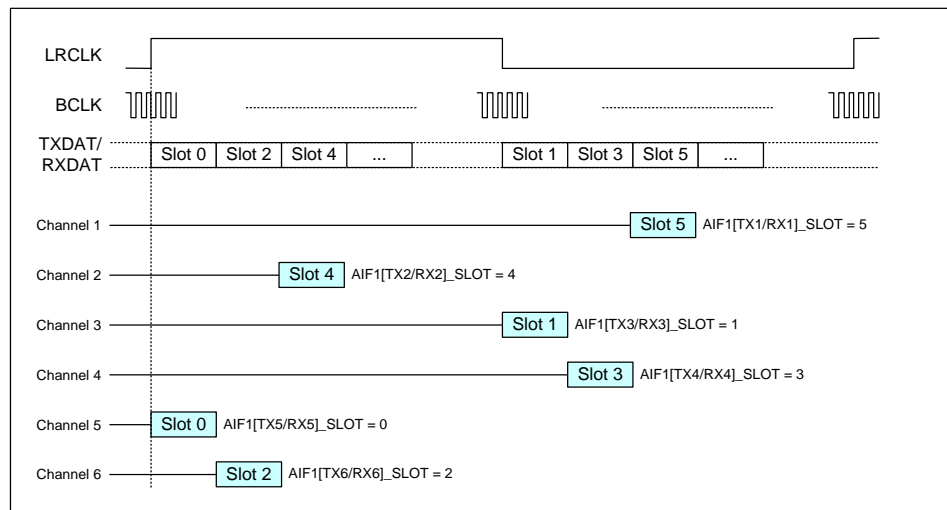 LRCLK
BCLK
TXDAT/
RXDAT
Slot 0 Slot 2 Slot 4 ... Slot 1 Slot 3 Slot 5 ...
Channel 1 Slot 5 AIF1[TX1/RX1]_SLOT = 5
Channel 2 Slot 4 AIF1[TX2/RX2]_SLOT = 4
Channel 3 Slot 1 AIF1[TX3/RX3]_SLOT = 1
Channel 4 Slot 3 AIF1[TX4/RX4]_SLOT = 3
Channel 5 Slot 0 AIF1[TX5/RX5]_SLOT = 0
Channel 6 Slot 2 AIF1[TX6/RX6]_SLOT = 2